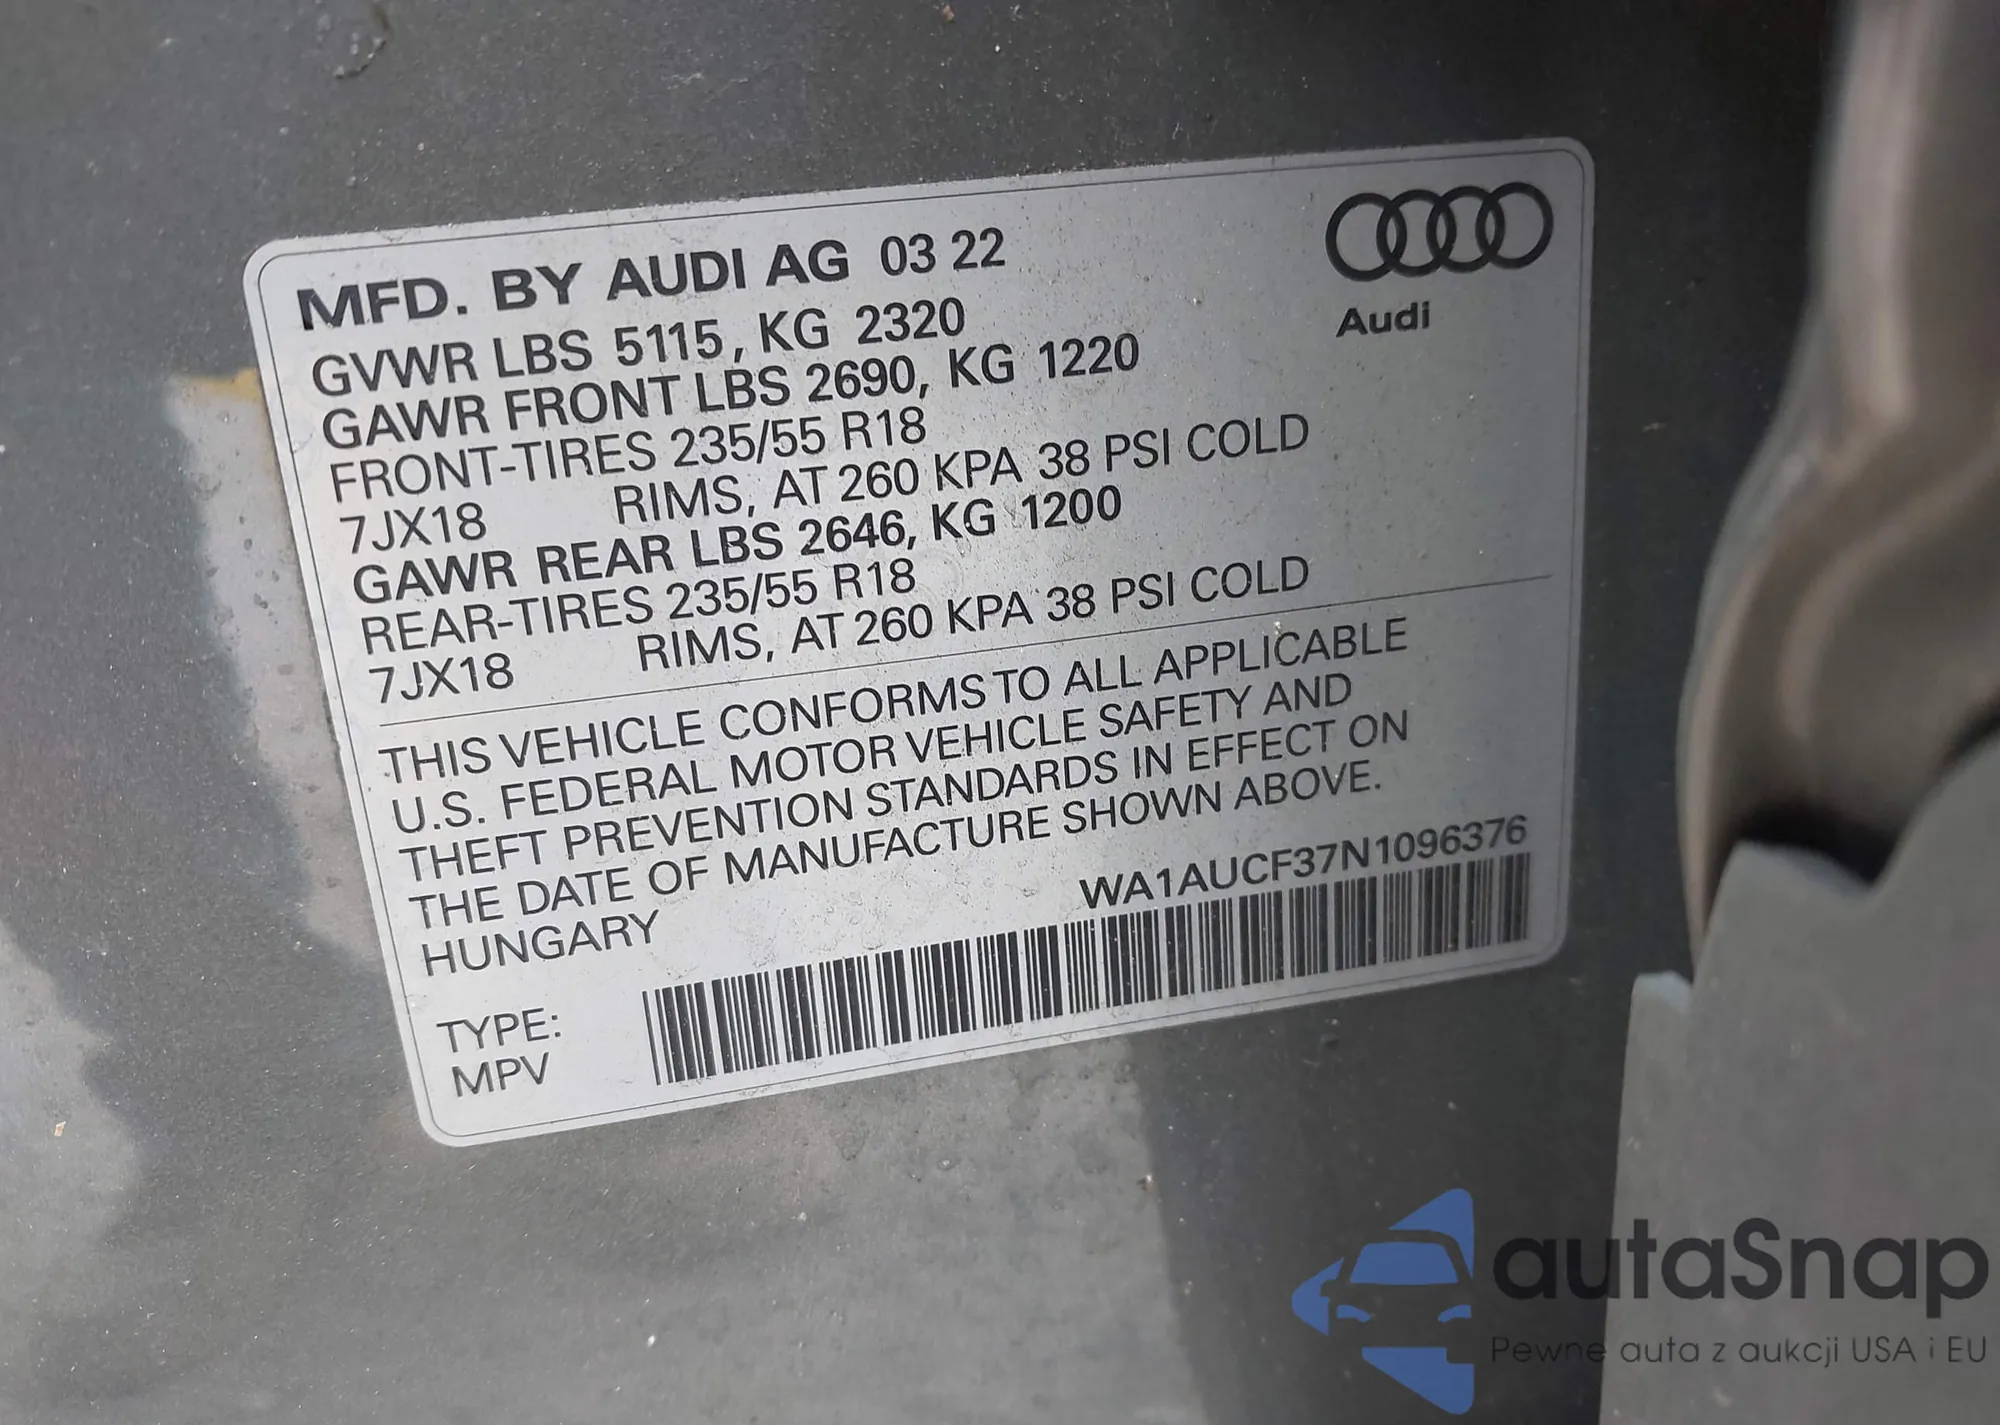 MFD. BY AUDI AG 03 22
GVWR LBS 5115, KG 2320
GAWR FRONT LBS 2690, KG 1220
FRONT-TIRES 235/55 R18
7JX18 RIMS, AT 260 KPA 38 PSI COLD
GAWR REAR LBS 2646, KG 1200
REAR-TIRES 235/55 R18
7JX18 RIMS, AT 260 KPA 38 PSI COLD
Audi
THIS VEHICLE CONFORMS TO ALL APPLICABLE
U.S. FEDERAL MOTOR VEHICLE SAFETY AND
THEFT PREVENTION STANDARDS IN EFFECT ON
THE DATE OF MANUFACTURE SHOWN ABOVE.
HUNGARY
WA1AUCF37N1096376
TYPE:
MPV
autaSnap
Pewne auta z aukcji USA i EU